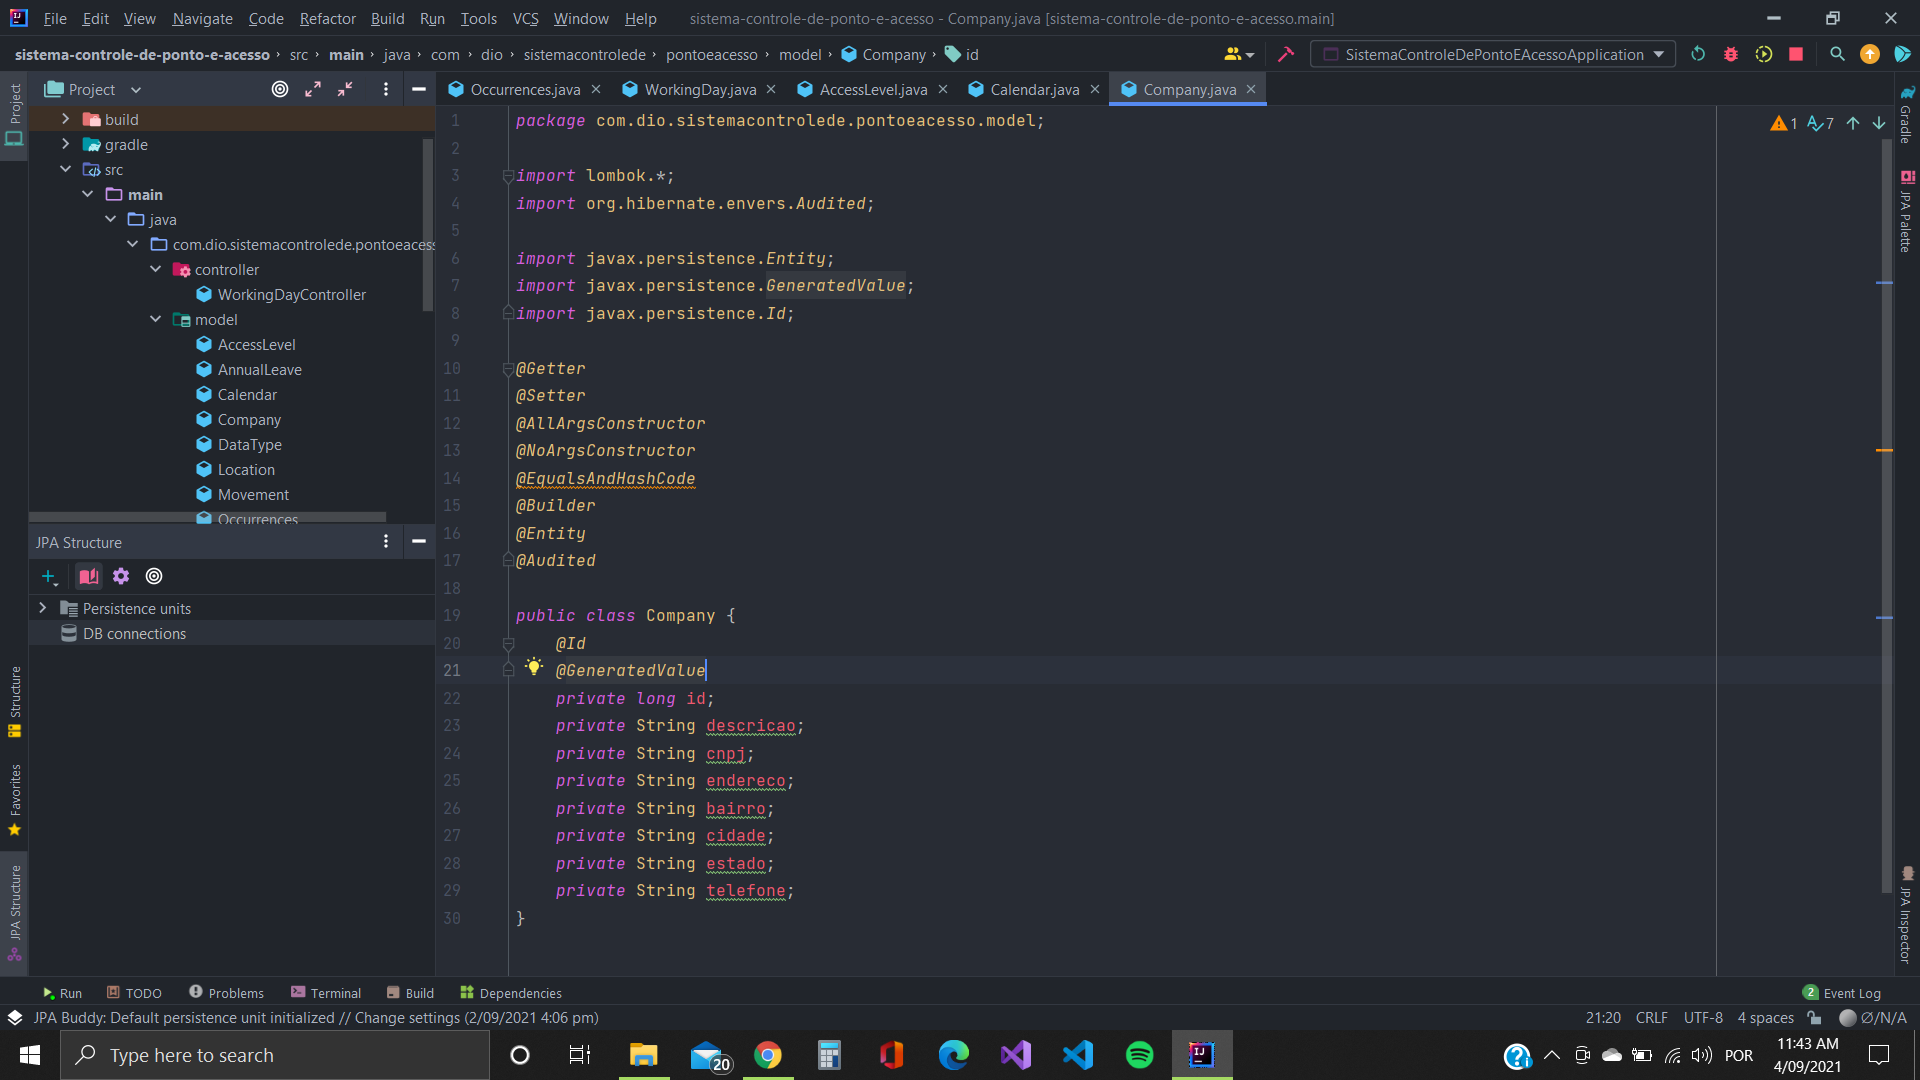 File Edit View Navigate Code Refactor Build Run Tools VCS Window Help sistema-controle-de-ponto-e-acesso - Company.java [sistema-controle-de-ponto-e-acesso.main]
sistema-controle-de-ponto-e-acesso › src › main › java › com › dio › sistemacontrolede › pontoeacesso › model › Company › id SistemaControleDePontoEAcessoApplication
Project
Occurrences.java WorkingDay.java AccessLevel.java Calendar.java Company.java
build
gradle
src
main
java
com.dio.sistemacontrolede.pontoeacess
controller
WorkingDayController
model
AccessLevel
AnnualLeave
Calendar
Company
DataType
Location
Movement
Occurrences
JPA Structure
Persistence units
DB connections
1 package com.dio.sistemacontrolede.pontoeacesso.model;
2
3 import lombok.*;
4 import org.hibernate.envers.Audited;
5
6 import javax.persistence.Entity;
7 import javax.persistence.GeneratedValue;
8 import javax.persistence.Id;
9
10 @Getter
11 @Setter
12 @AllArgsConstructor
13 @NoArgsConstructor
14 @EqualsAndHashCode
15 @Builder
16 @Entity
17 @Audited
18
19 public class Company {
20 @Id
21 @GeneratedValue
22 private long id;
23 private String descricao;
24 private String cnpj;
25 private String endereco;
26 private String bairro;
27 private String cidade;
28 private String estado;
29 private String telefone;
30 }
1 7
Project
Structure
Favorites
JPA Structure
Gradle
JPA Palette
JPA Inspector
Run TODO Problems Terminal Build Dependencies 2 Event Log
JPA Buddy: Default persistence unit initialized // Change settings (2/09/2021 4:06 pm) 21:20 CRLF UTF-8 4 spaces Ø/N/A
Type here to search 20 POR 11:43 AM
4/09/2021